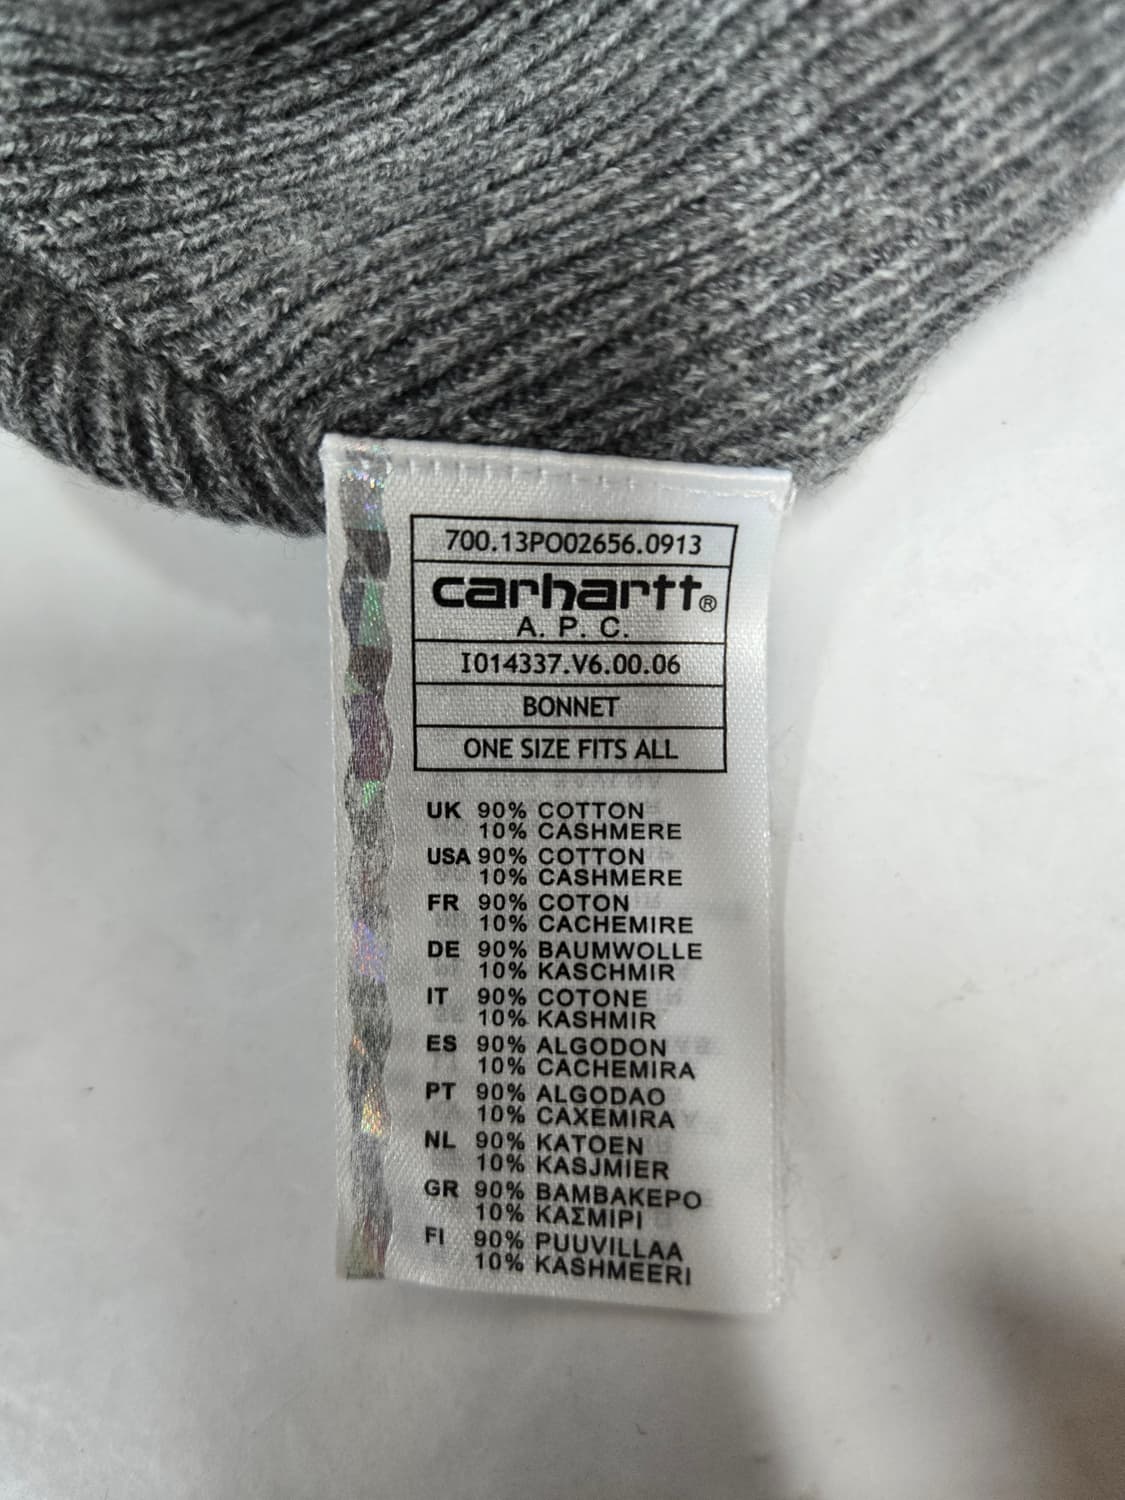 700.13PO02656.0913
carhartt®
A. P. C.
I014337.V6.00.06
BONNET
ONE SIZE FITS ALL
UK 90% COTTON
10% CASHMERE
USA 90% COTTON
10% CASHMERE
FR 90% COTON
10% CACHEMIRE
DE 90% BAUMWOLLE
10% KASCHMIR
IT 90% COTONE
10% KASHMIR
ES 90% ALGODON
10% CACHEMIRA
PT 90% ALGODAO
10% CAXEMIRA
NL 90% KATOEN
10% KASJMIER
GR 90% ΒΑΜΒΑΚΕΡΟ
10% ΚΑΣΜΙΡΙ
FI 90% PUUVILLAA
10% KASHMEERI